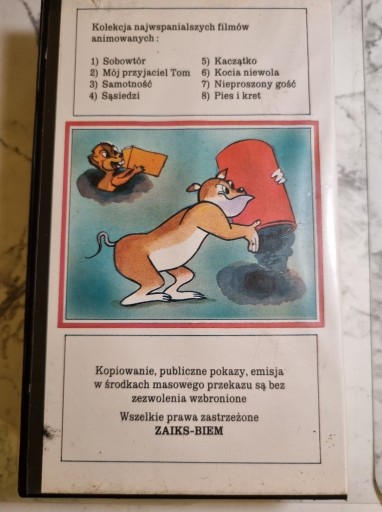 Kolekcja najwspanialszych filmów
animowanych :
1) Sobowtór
2) Mój przyjaciel Tom
3) Samotność
4) Sąsiedzi
5) Kaczątko
6) Kocia niewola
7) Nieproszony gość
8) Pies i kret
Kopiowanie, publiczne pokazy, emisja
w środkach masowego przekazu są bez
zezwolenia wzbronione
Wszelkie prawa zastrzeżone
ZAIKS-BIEM